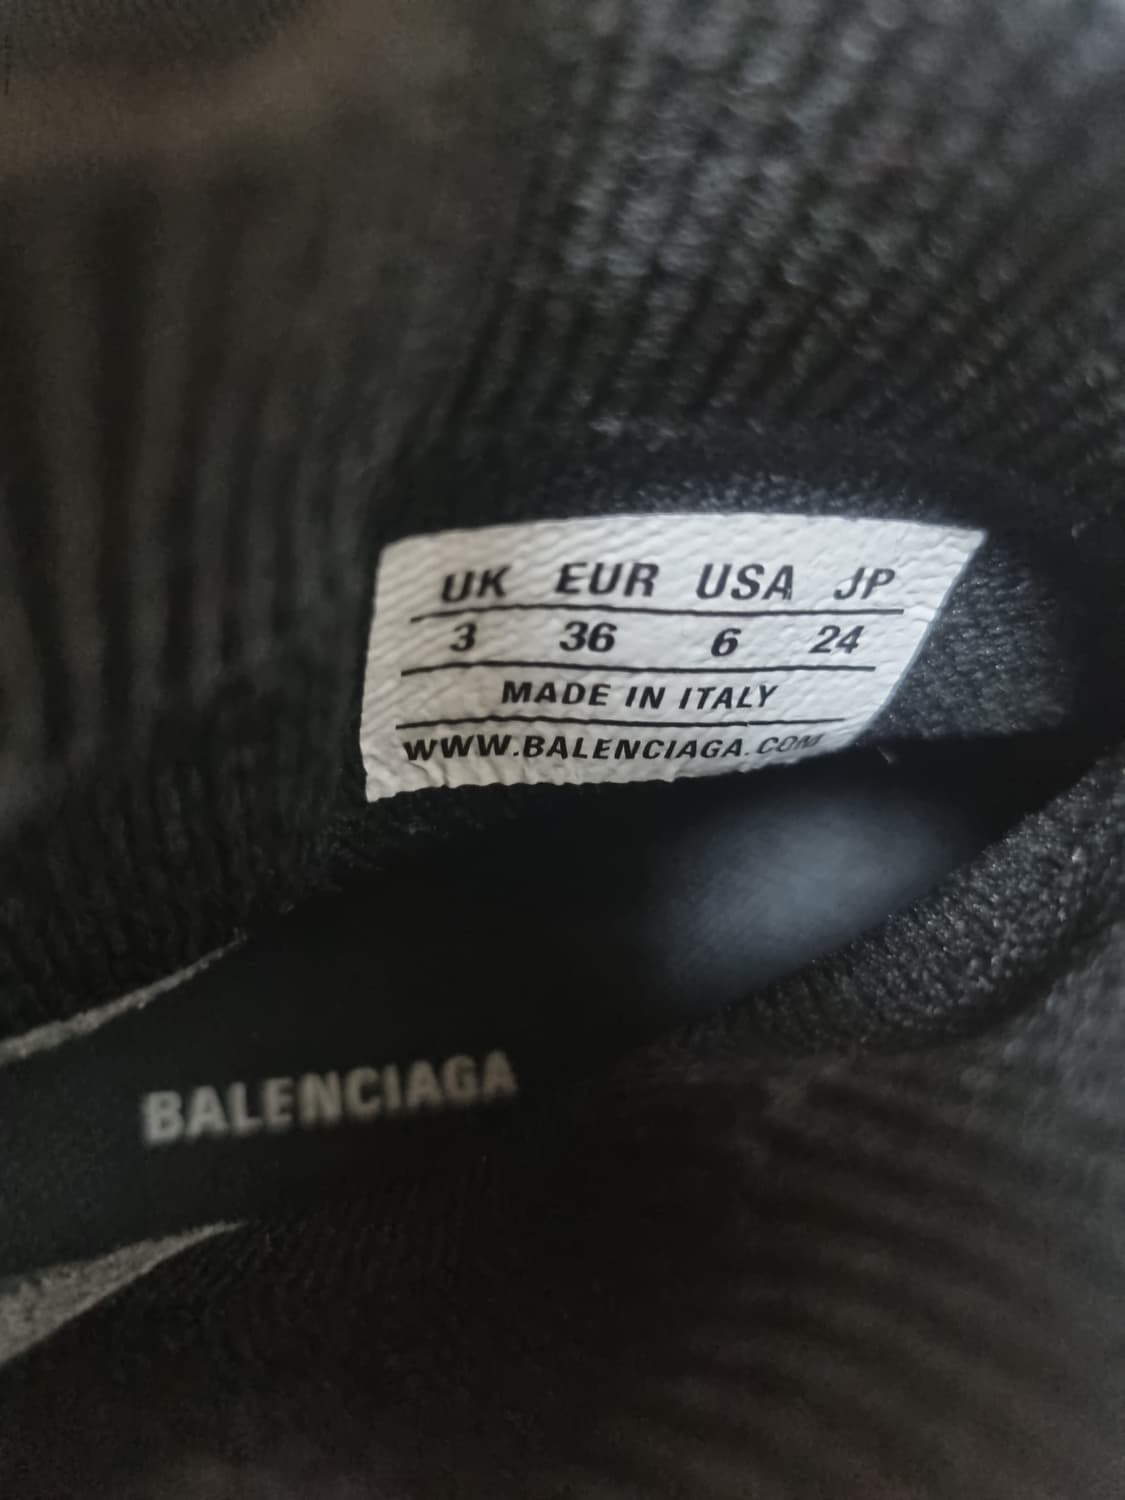 UK EUR USA JP
3 36 6 24
MADE IN ITALY
WWW.BALENCIAGA.COM
BALENCIAGA